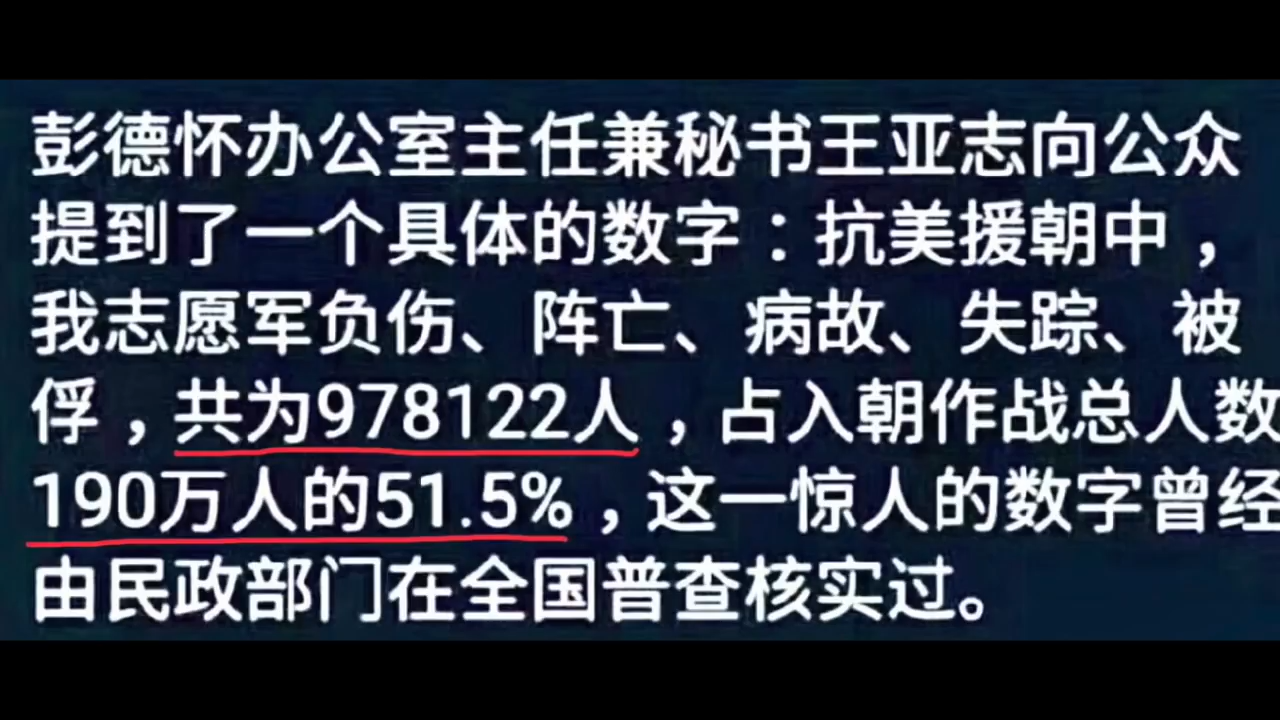 彭德怀办公室主任兼秘书王亚志向公众
提到了一个具体的数字：抗美援朝中，
我志愿军负伤、阵亡、病故、失踪、被
俘，共为978122人，占入朝作战总人数
190万人的51.5%，这一惊人的数字曾经
由民政部门在全国普查核实过。